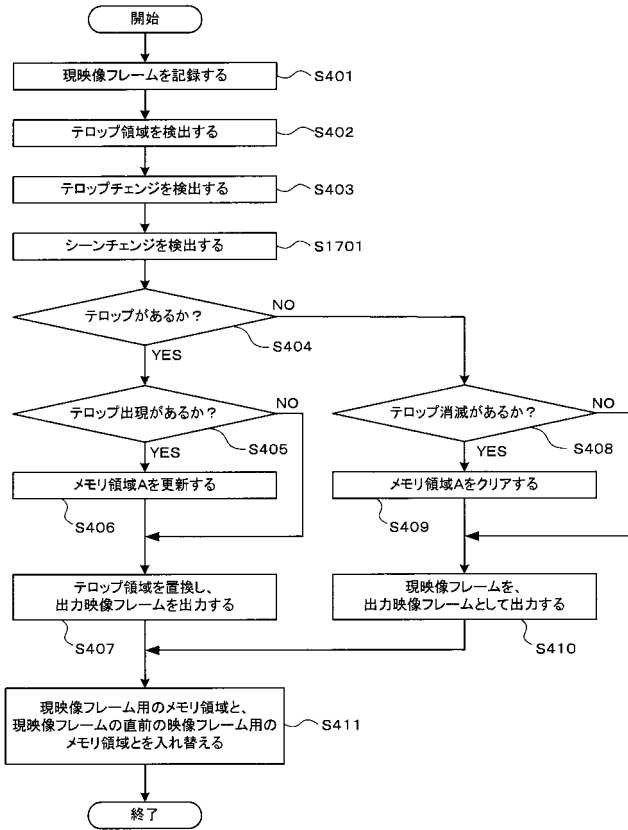 開始
現映像フレームを記録する
S401
テロップ領域を検出する
S402
テロップチェンジを検出する
S403
シーンチェンジを検出する
S1701
テロップがあるか？
NO
S404
YES
テロップ出現があるか？
NO
S405
YES
テロップ消滅があるか？
NO
S408
YES
メモリ領域Aを更新する
S406
メモリ領域Aをクリアする
S409
テロップ領域を置換し、
出力映像フレームを出力する
S407
現映像フレームを、
出力映像フレームとして出力する
S410
現映像フレーム用のメモリ領域と、
現映像フレームの直前の映像フレーム用の
メモリ領域とを入れ替える
S411
終了